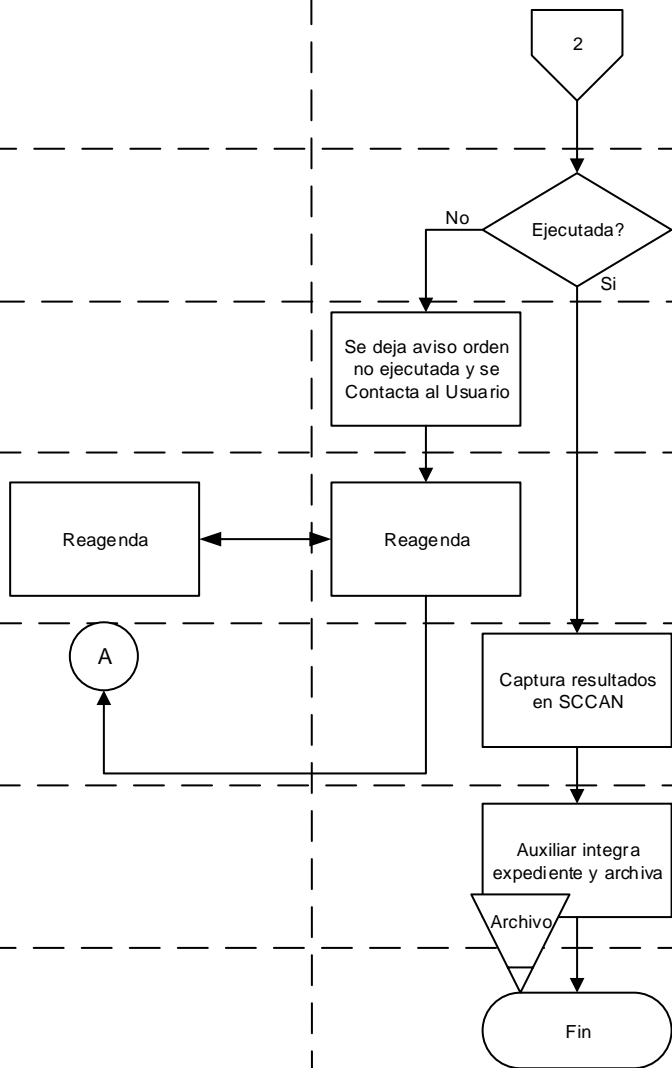 2
Ejecutada?
No
Si
Se deja aviso orden
no ejecutada y se
Contacta al Usuario
Reagenda
Reagenda
A
Captura resultados
en SCCAN
Auxiliar integra
expediente y archiva
Archivo
Fin